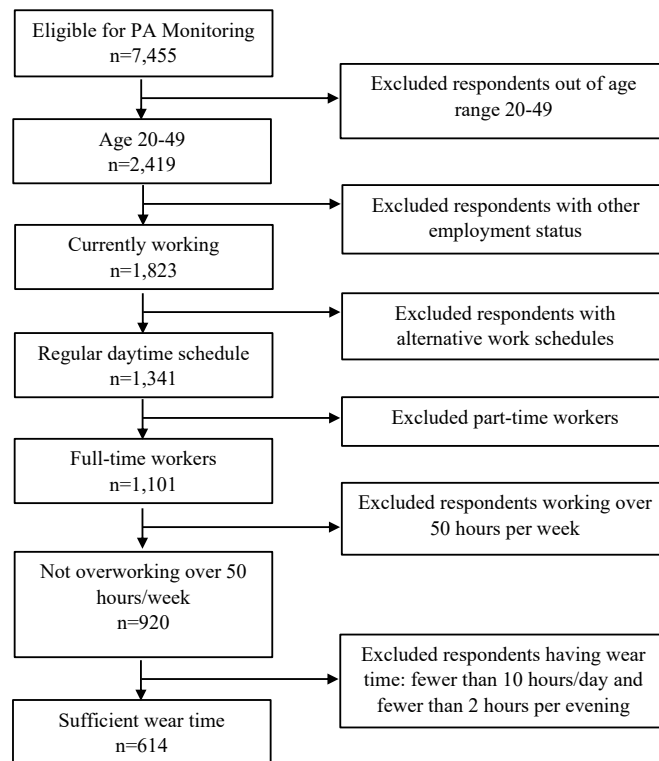 Eligible for PA Monitoring
n=7,455
Excluded respondents out of age
range 20-49
Age 20-49
n=2,419
Excluded respondents with other
employment status
Currently working
n=1,823
Excluded respondents with
alternative work schedules
Regular daytime schedule
n=1,341
Excluded part-time workers
Full-time workers
n=1,101
Excluded respondents working over
50 hours per week
Not overworking over 50
hours/week
n=920
Excluded respondents having wear
time: fewer than 10 hours/day and
fewer than 2 hours per evening
Sufficient wear time
n=614